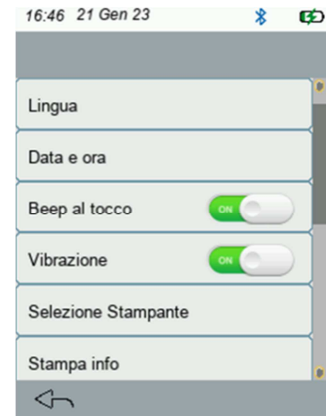 16:46 21 Gen 23
Lingua
Data e ora
Beep al tocco ON
Vibrazione ON
Selezione Stampante
Stampa info